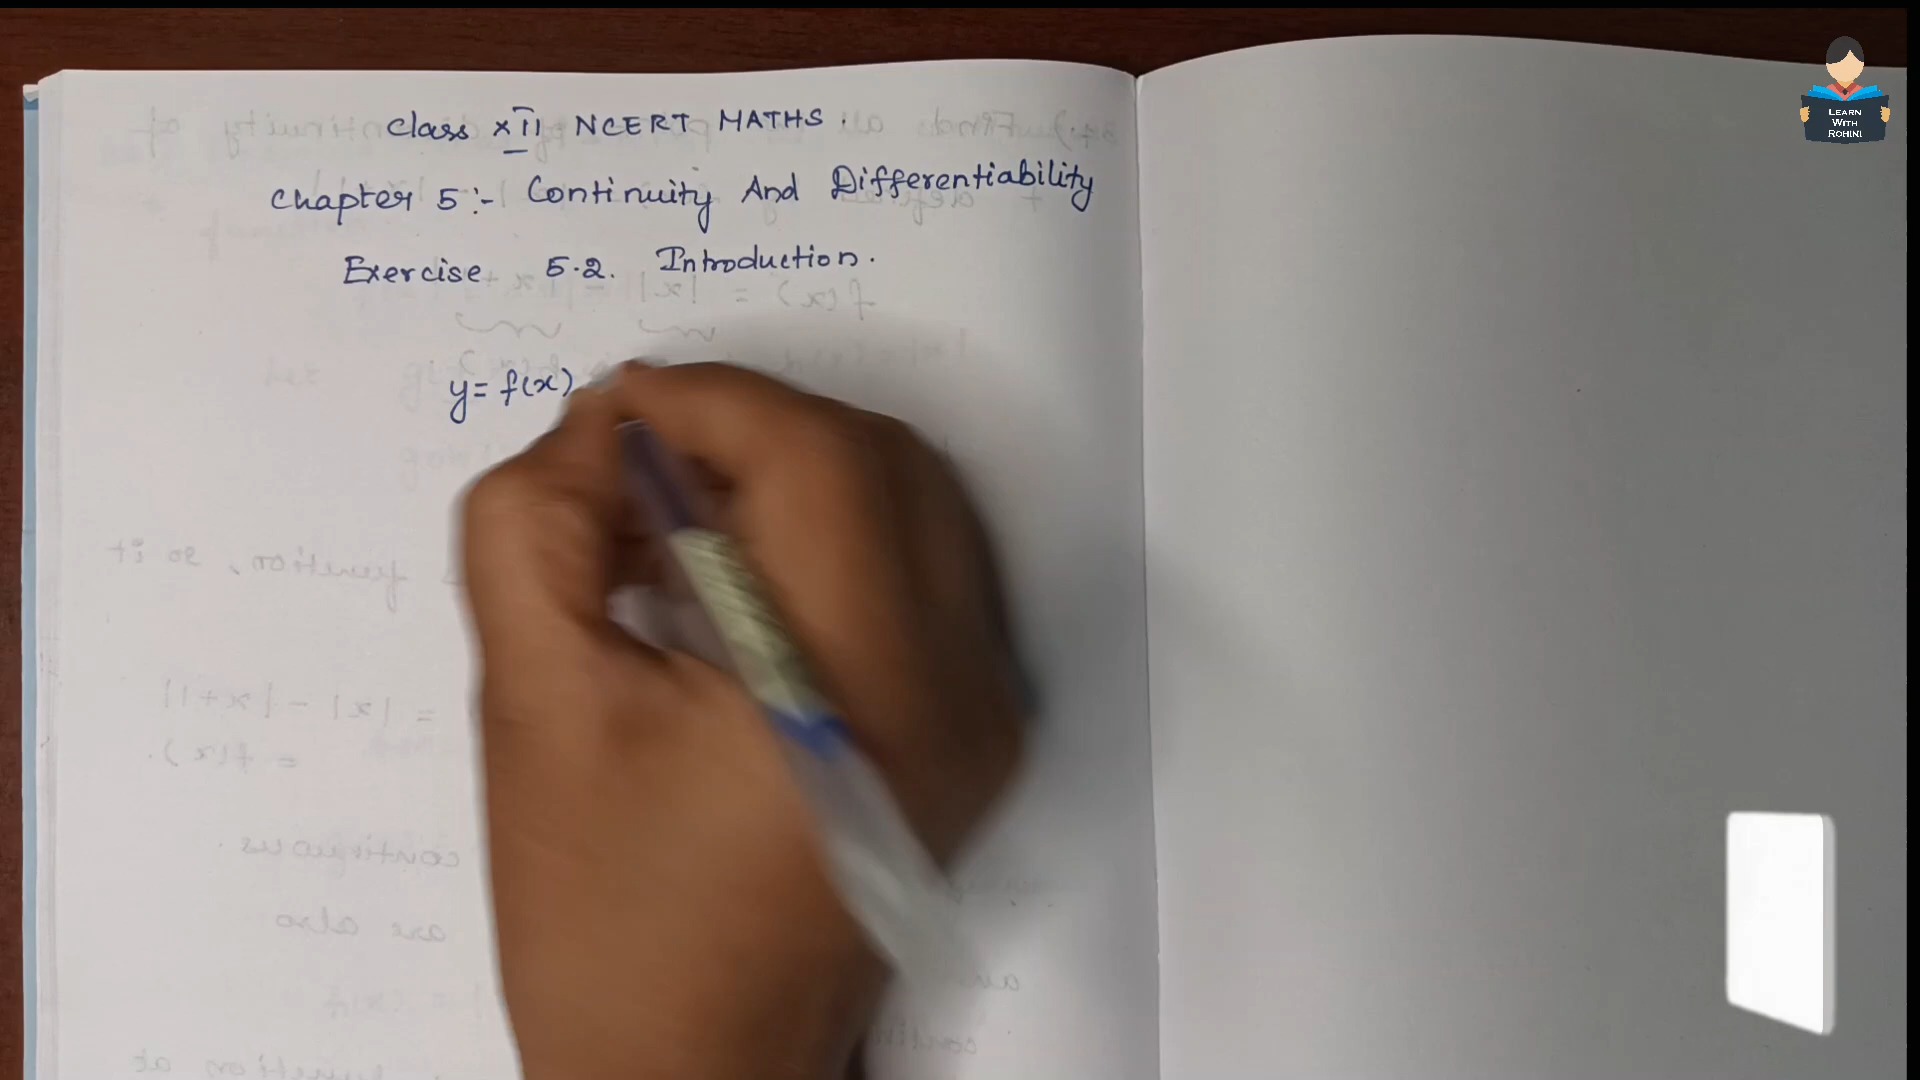 Class XII NCERT MATHS.
Chapter 5:- Continuity And Differentiability
Exercise 5.2. Introduction.
y = f(x)
LEARN
WITH
ROHINI